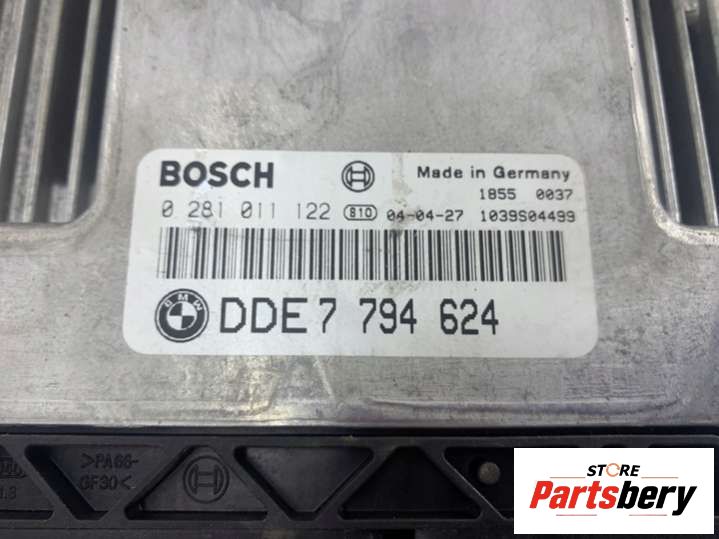 BOSCH
Made in Germany
1855 0037
0 281 011 122 810 04-04-27 1039S04499
BMW
DDE 7 794 624
>PA66-
GF30<
STORE
Partsbery